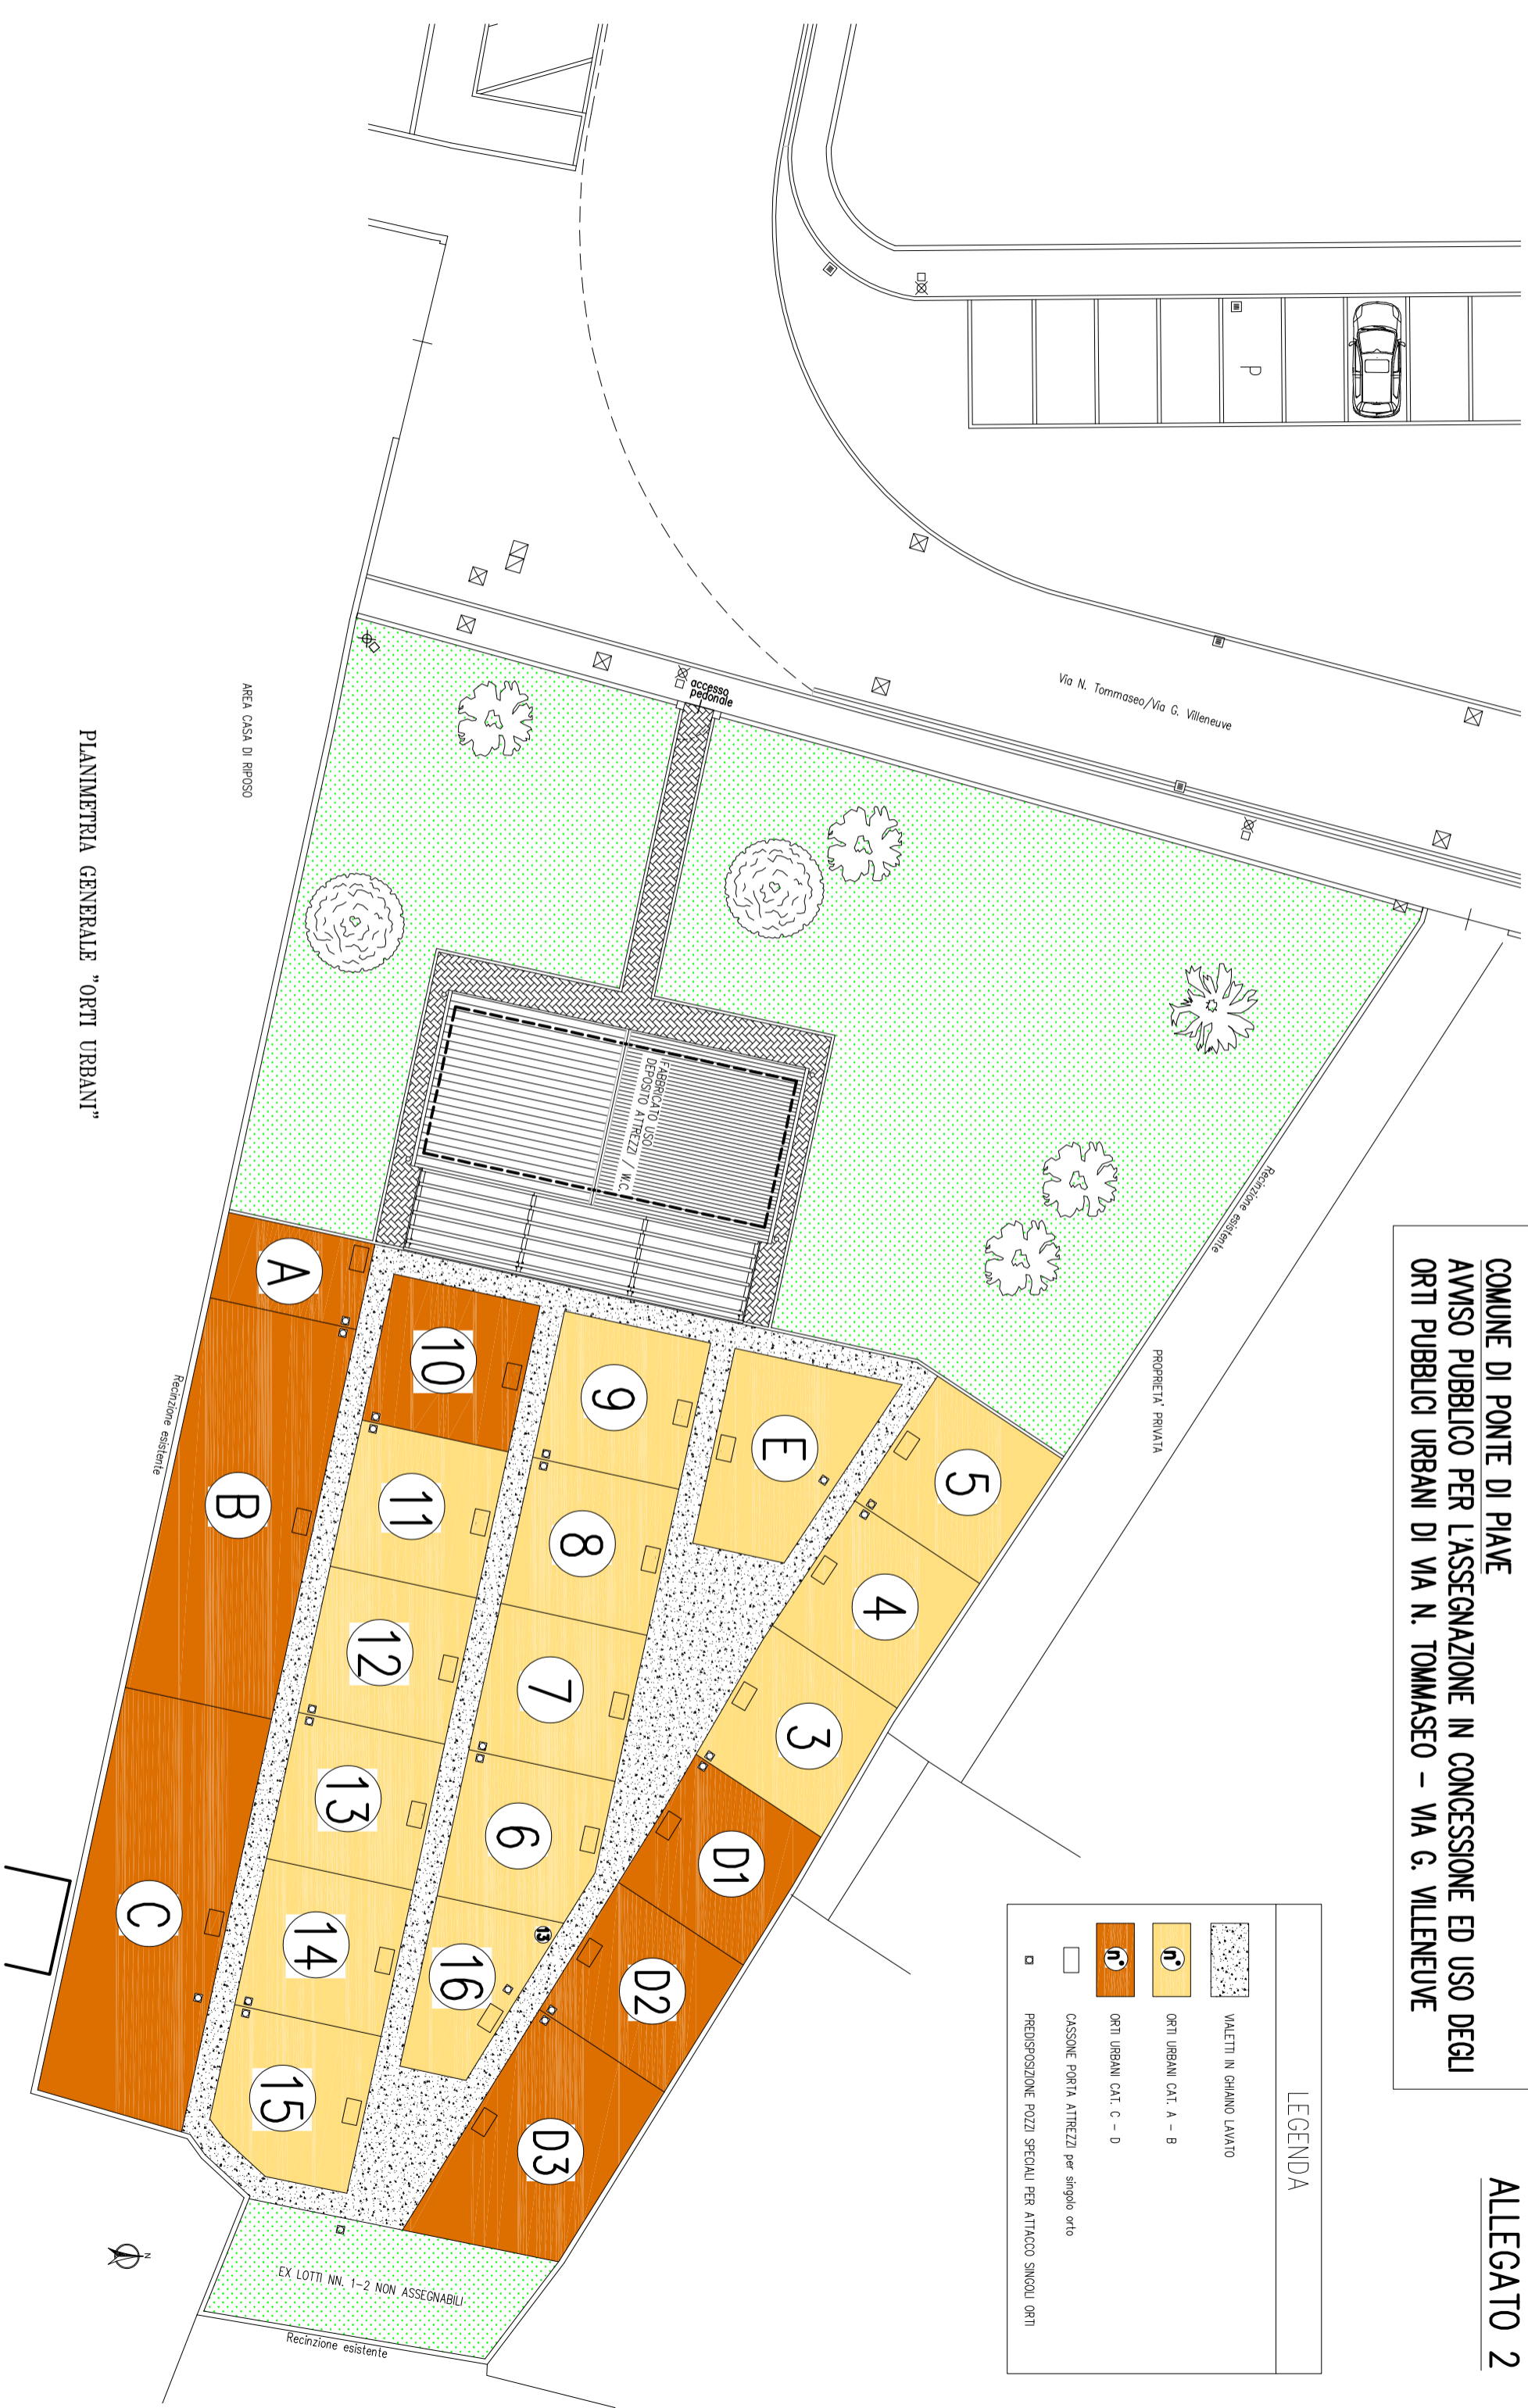 ALLEGATO 2
COMUNE DI PONTE DI PIAVE
AVVISO PUBBLICO PER L'ASSEGNAZIONE IN CONCESSIONE ED USO DEGLI
ORTI PUBBLICI URBANI DI VIA N. TOMMASEO - VIA G. VILLENEUVE
LEGENDA
VIALETTI IN GHIAINO LAVATO
n°
ORTI URBANI CAT. A - B
n°
ORTI URBANI CAT. C - D
CASSONE PORTA ATTREZZI per singolo orto
PREDISPOSIZIONE POZZI SPECIALI PER ATTACCO SINGOLI ORTI
P
Via N. Tommaseo/Via G. Villeneuve
accesso
pedonale
Recinzione esistente
PROPRIETA' PRIVATA
FABBRICATO USO
DEPOSITO ATTREZZI / W.C.
5
4
3
D1
D2
D3
E
9
8
7
6
16
13
10
11
12
13
14
15
A
B
C
Recinzione esistente
EX LOTTI NN. 1-2 NON ASSEGNABILI
Recinzione esistente
N
AREA CASA DI RIPOSO
PLANIMETRIA GENERALE "ORTI URBANI"